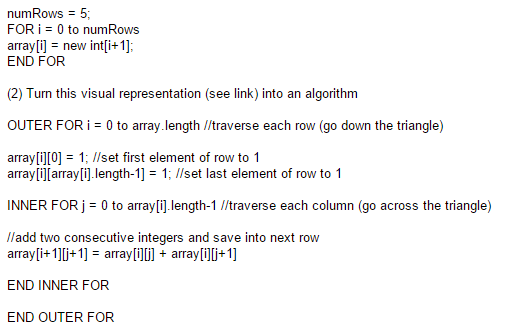 numRows = 5;
FOR i = 0 to numRows
array[i] = new int[i+1];
END FOR
(2) Turn this visual representation (see link) into an algorithm
OUTER FOR i = 0 to array.length //traverse each row (go down the triangle)
array[i][0] = 1; //set first element of row to 1
array[i][array[i].length-1] = 1; //set last element of row to 1
INNER FOR j = 0 to array[i].length-1 //traverse each column (go across the triangle)
//add two consecutive integers and save into next row
array[i+1][j+1] = array[i][j] + array[i][j+1]
END INNER FOR
END OUTER FOR